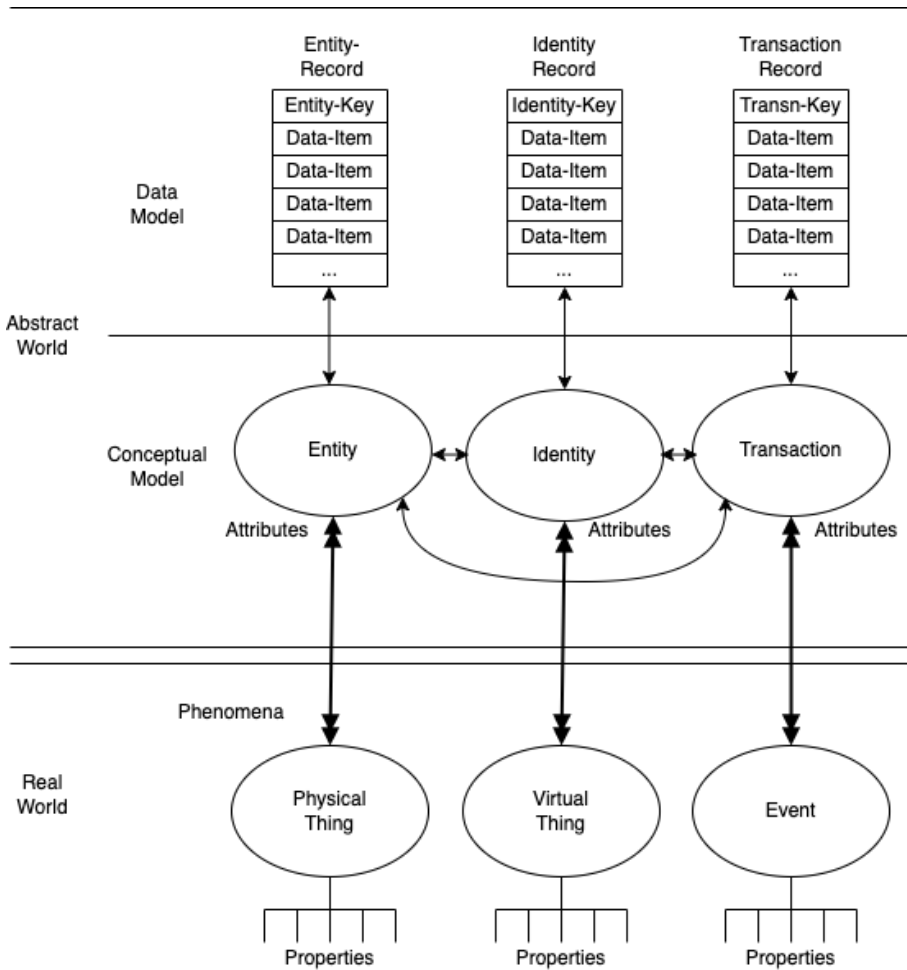 Entity-
Record
Identity
Record
Transaction
Record
Entity-Key
Identity-Key
Transn-Key
Data-Item
Data-Item
Data-Item
Data-Item
Data-Item
Data-Item
Data-Item
Data-Item
Data-Item
Data-Item
Data-Item
Data-Item
...
...
...
Data
Model
Abstract
World
Conceptual
Model
Entity
Identity
Transaction
Attributes
Attributes
Attributes
Phenomena
Real
World
Physical
Thing
Virtual
Thing
Event
Properties
Properties
Properties